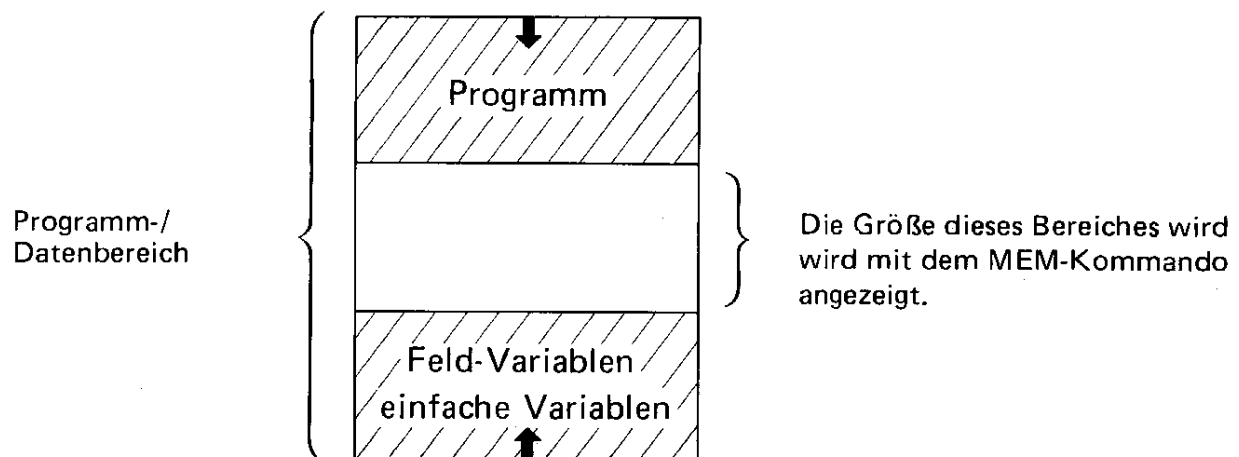 Programm
Programm-/
Datenbereich
Die Größe dieses Bereiches wird
wird mit dem MEM-Kommando
angezeigt.
Feld-Variablen
einfache Variablen